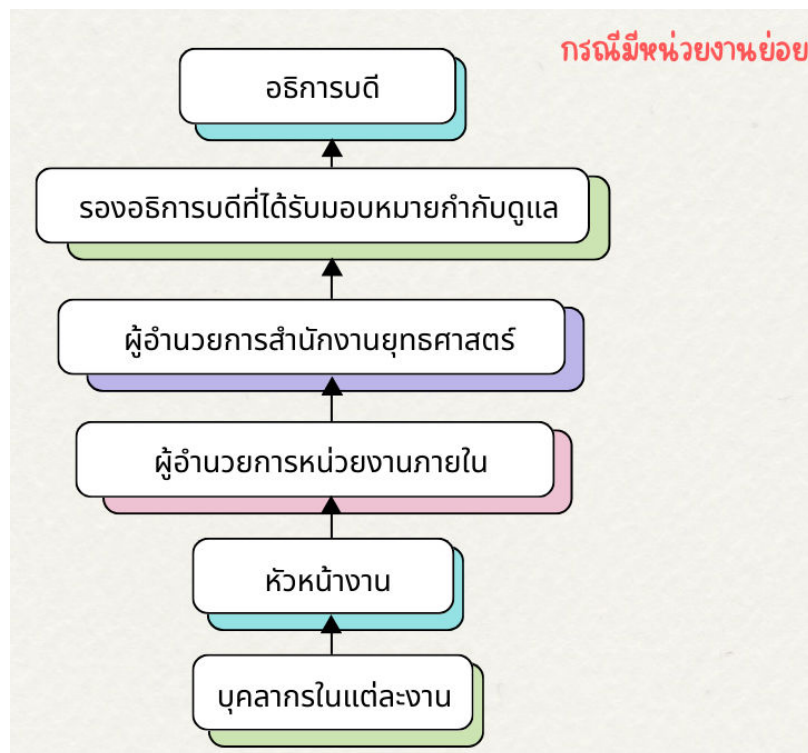 กรณีมีหน่วยงานย่อย
อธิการบดี
รองอธิการบดีที่ได้รับมอบหมายกำกับดูแล
ผู้อำนวยการสำนักงานยุทธศาสตร์
ผู้อำนวยการหน่วยงานภายใน
หัวหน้างาน
บุคลากรในแต่ละงาน